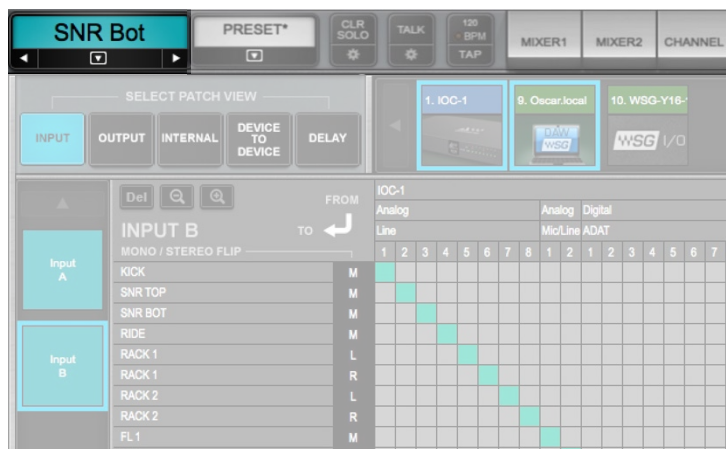 SNR Bot
PRESET*
CLR SOLO
TALK
120
BPM
TAP
MIXER1
MIXER2
CHANNEL
SELECT PATCH VIEW
INPUT
OUTPUT
INTERNAL
DEVICE
TO
DEVICE
DELAY
1. IOC-1
9. Oscar.local
10. WSG-Y16-
DAW
WSG
WSG I/O
Del
FROM
INPUT B
TO
MONO / STEREO FLIP
Input
A
Input
B
IOC-1
Analog Analog Digital
Line Mic/Line ADAT
1 2 3 4 5 6 7 8 1 2 1 2 3 4 5 6 7
KICK M
SNR TOP M
SNR BOT M
RIDE M
RACK 1 L
RACK 1 R
RACK 2 L
RACK 2 R
FL 1 M